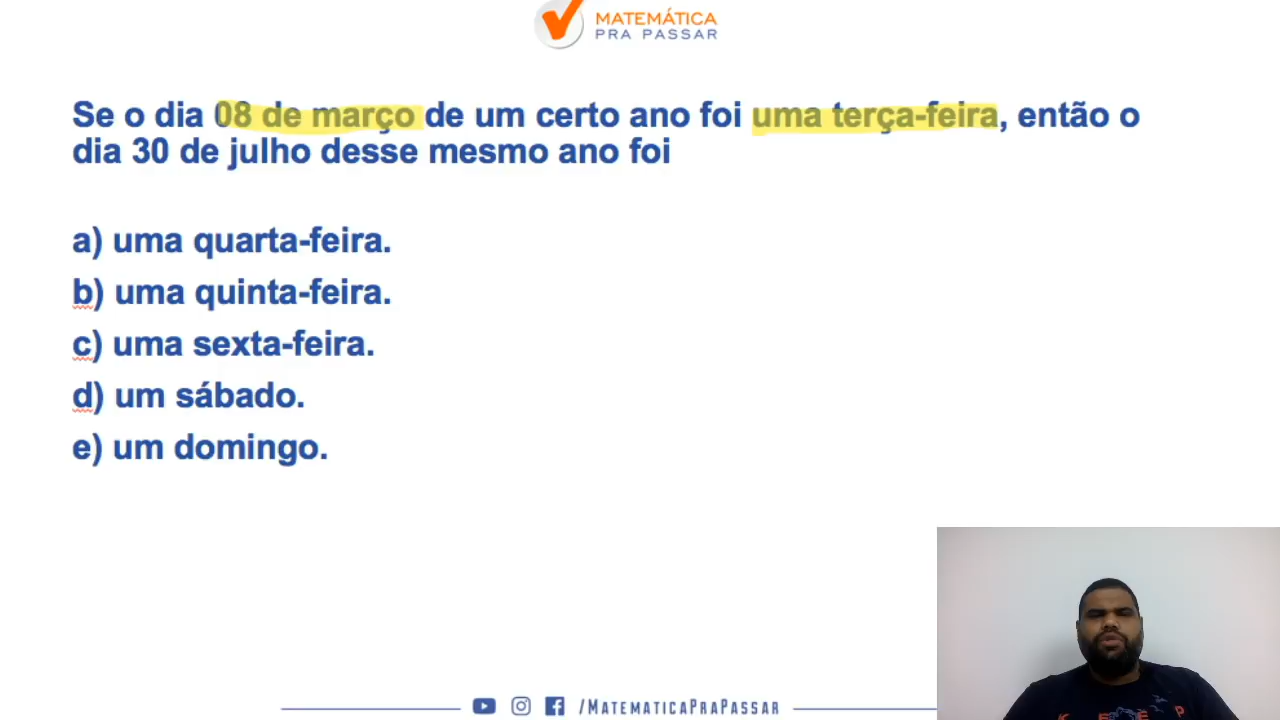 MATEMÁTICA
PRA PASSAR
Se o dia 08 de março de um certo ano foi uma terça-feira, então o
dia 30 de julho desse mesmo ano foi
a) uma quarta-feira.
b) uma quinta-feira.
c) uma sexta-feira.
d) um sábado.
e) um domingo.
/MatematicaPraPassar